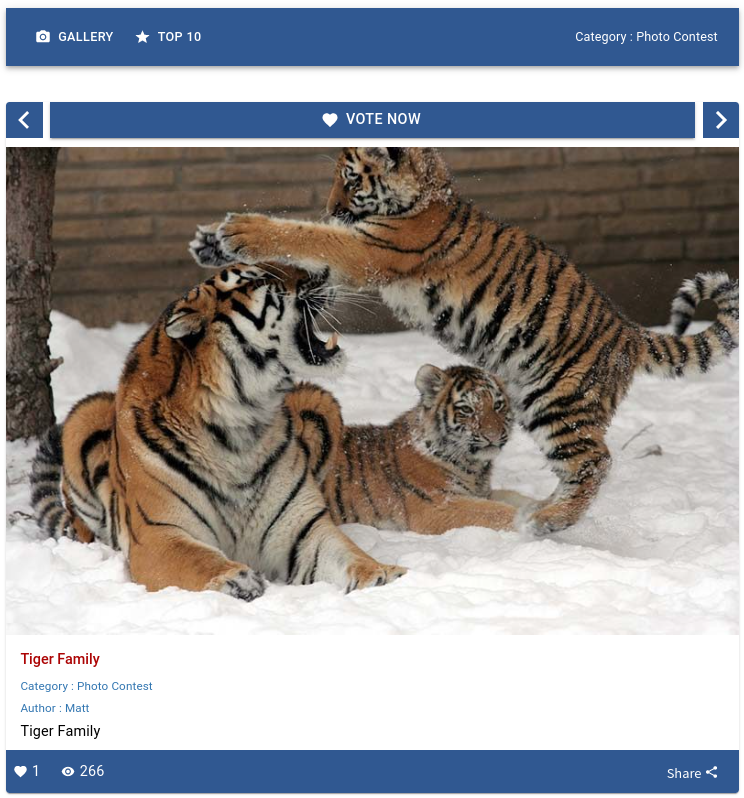 GALLERY TOP 10 Category : Photo Contest
VOTE NOW
Tiger Family
Category : Photo Contest
Author : Matt
Tiger Family
1 266 Share